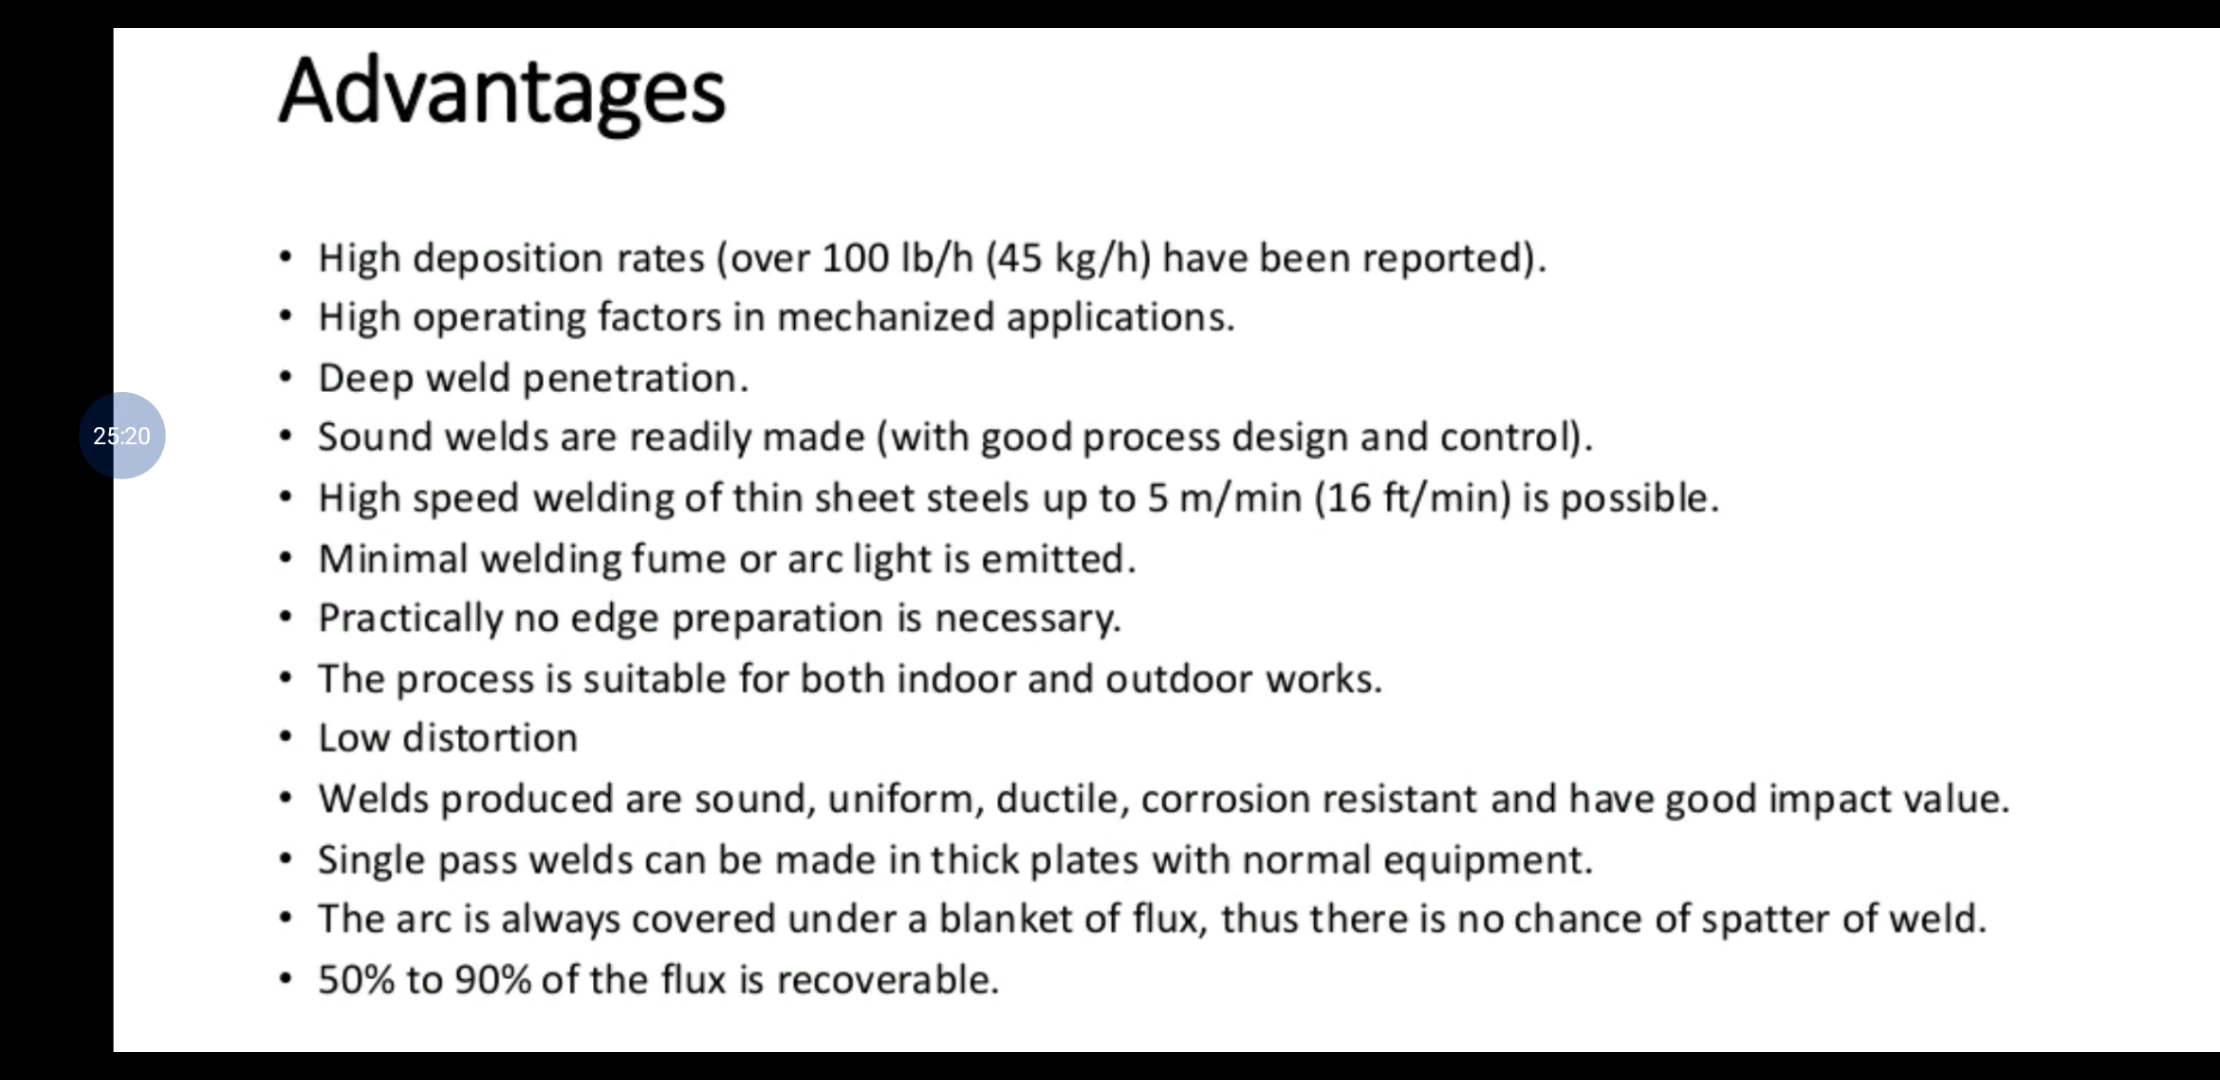 Advantages
• High deposition rates (over 100 lb/h (45 kg/h) have been reported).
• High operating factors in mechanized applications.
• Deep weld penetration.
25:20
• Sound welds are readily made (with good process design and control).
• High speed welding of thin sheet steels up to 5 m/min (16 ft/min) is possible.
• Minimal welding fume or arc light is emitted.
• Practically no edge preparation is necessary.
• The process is suitable for both indoor and outdoor works.
• Low distortion
• Welds produced are sound, uniform, ductile, corrosion resistant and have good impact value.
• Single pass welds can be made in thick plates with normal equipment.
• The arc is always covered under a blanket of flux, thus there is no chance of spatter of weld.
• 50% to 90% of the flux is recoverable.